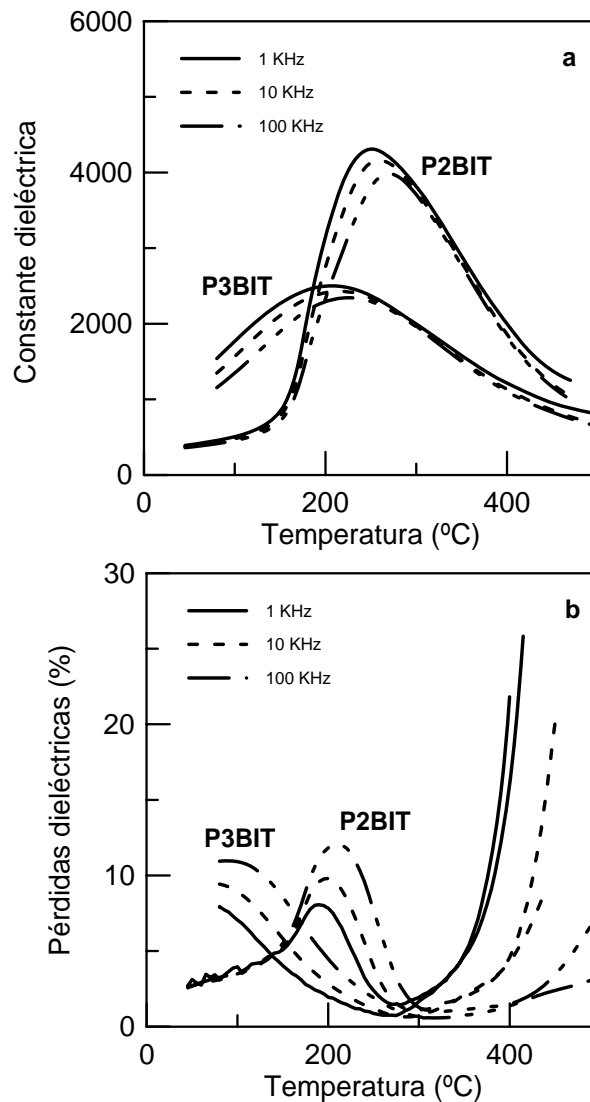 6000
4000
2000
0
Constante dieléctrica
1 KHz
10 KHz
100 KHz
a
P2BIT
P3BIT
0
200
400
Temperatura (ºC)
30
20
10
0
Pérdidas dieléctricas (%)
1 KHz
10 KHz
100 KHz
b
P3BIT
P2BIT
0
200
400
Temperatura (ºC)